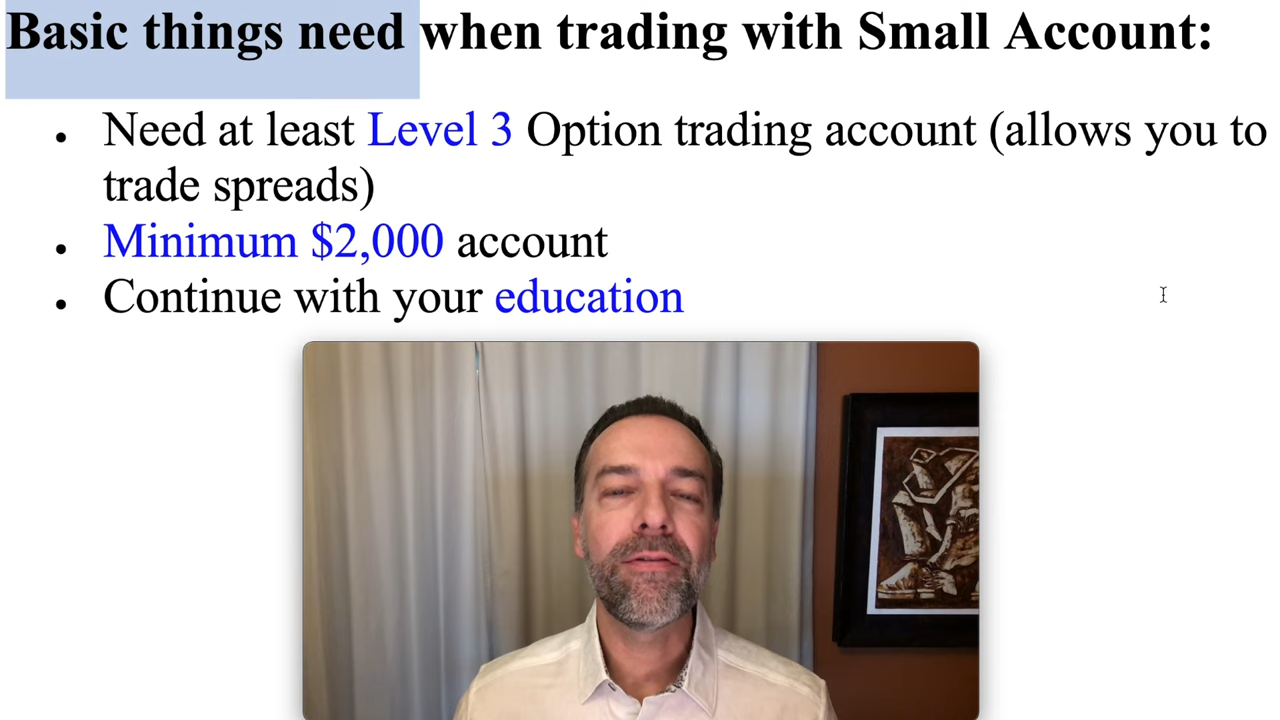 Basic things need when trading with Small Account:
• Need at least Level 3 Option trading account (allows you to
trade spreads)
• Minimum $2,000 account
• Continue with your education